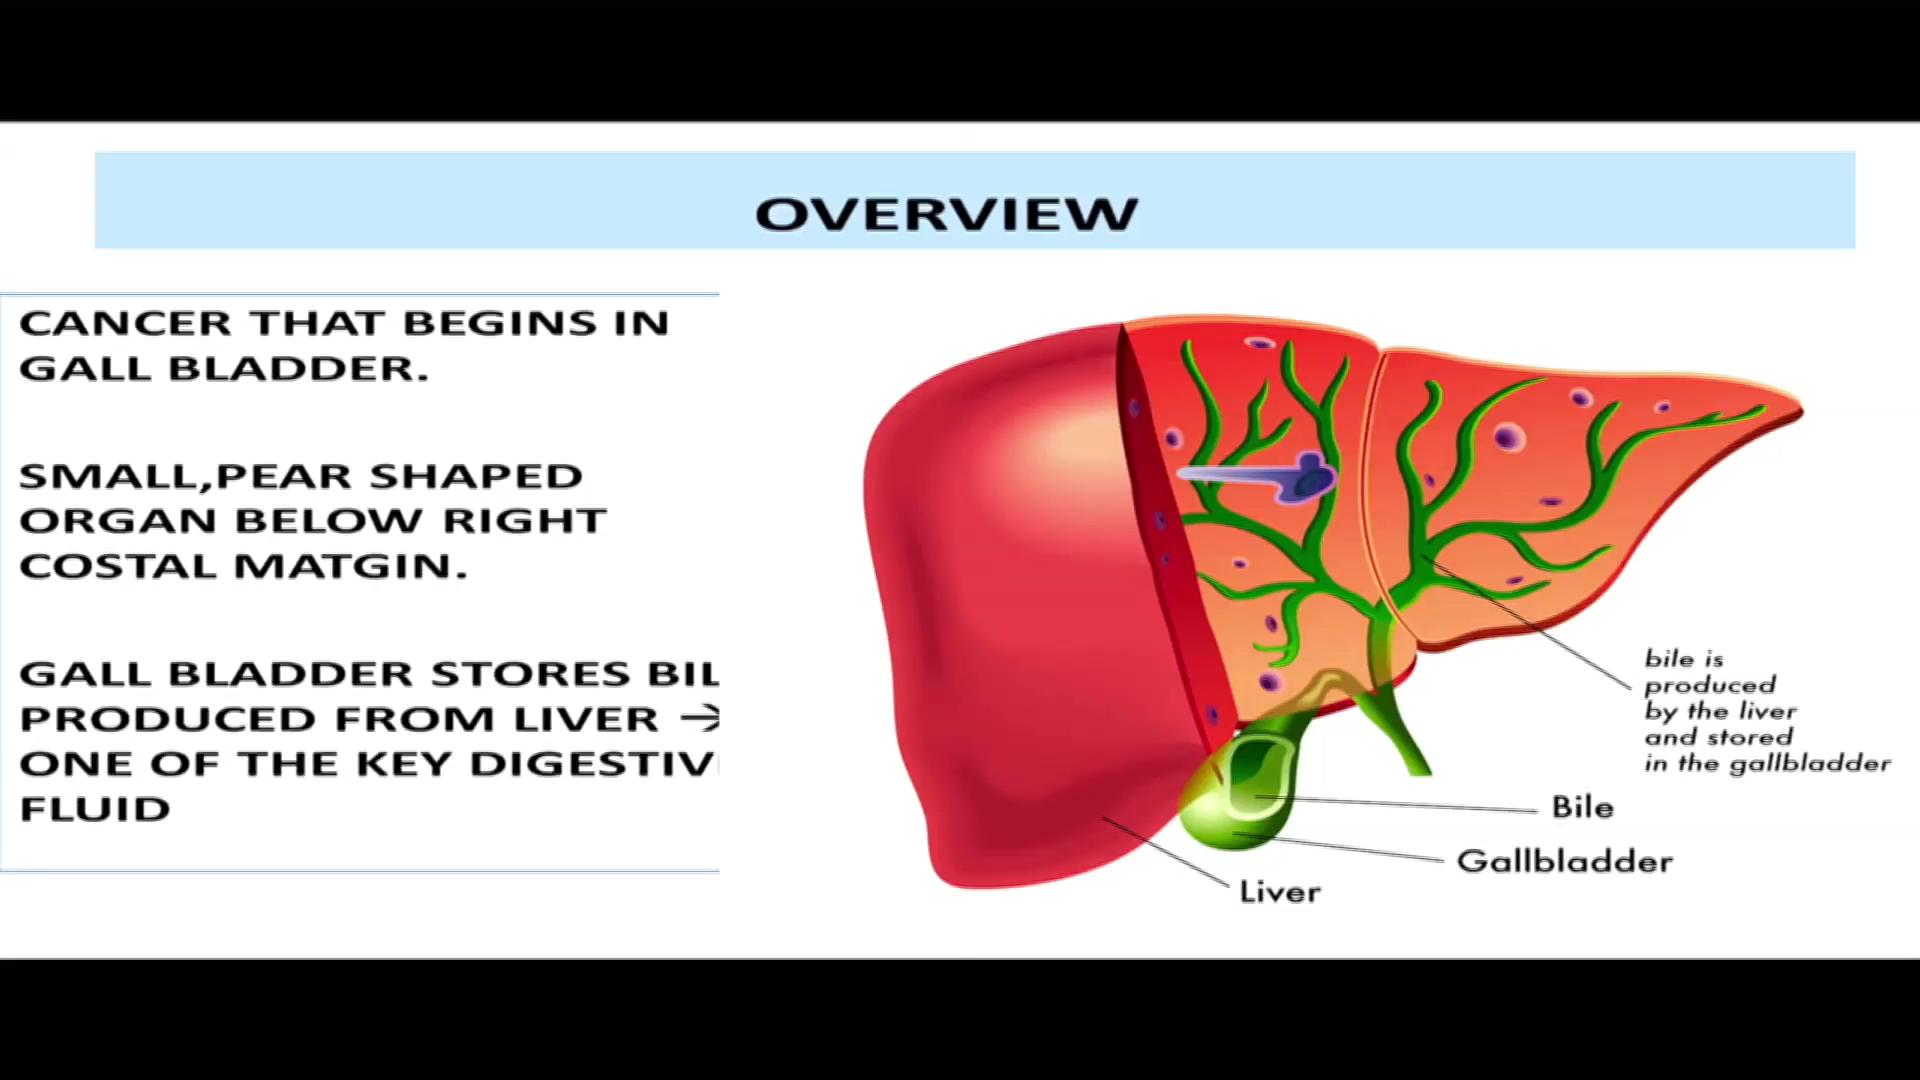 OVERVIEW
CANCER THAT BEGINS IN
GALL BLADDER.
SMALL,PEAR SHAPED
ORGAN BELOW RIGHT
COSTAL MATGIN.
GALL BLADDER STORES BIL
PRODUCED FROM LIVER →
ONE OF THE KEY DIGESTIV
FLUID
bile is
produced
by the liver
and stored
in the gallbladder
Bile
Gallbladder
Liver